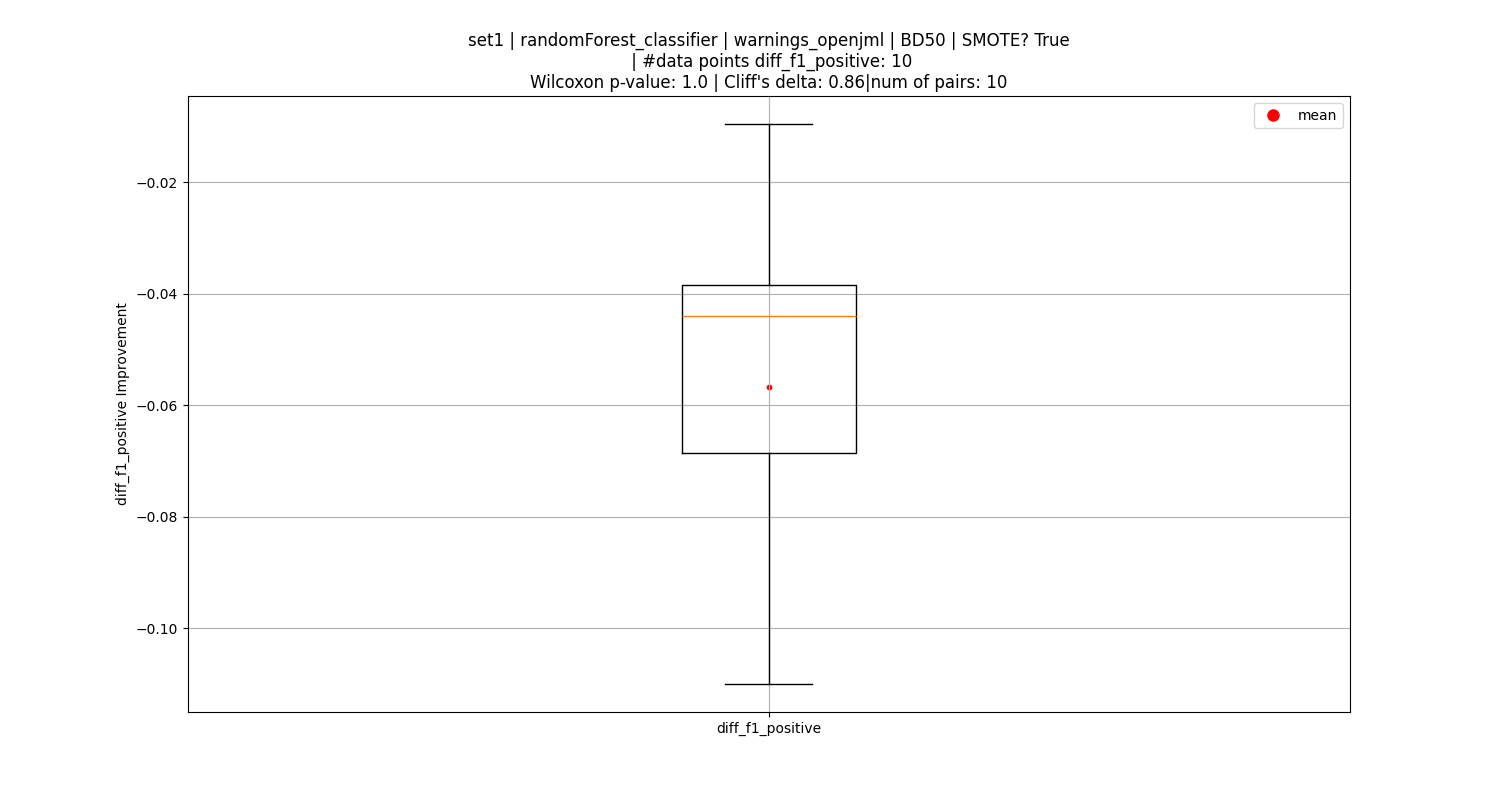 set1 | randomForest_classifier | warnings_openjml | BD50 | SMOTE? True
| #data points diff_f1_positive: 10
Wilcoxon p-value: 1.0 | Cliff's delta: 0.86|num of pairs: 10
mean
−0.02
−0.04
−0.06
−0.08
−0.10
diff_f1_positive Improvement
diff_f1_positive